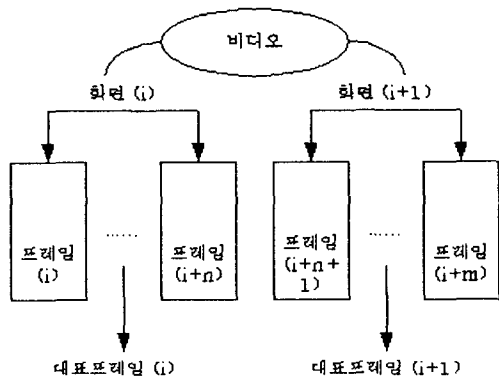 비디오
화면 (i)
화면 (i+1)
프레임
(i)
......
프레임
(i+n)
프레임
(i+n+
1)
......
프레임
(i+m)
대표프레임 (i)
대표프레임 (i+1)